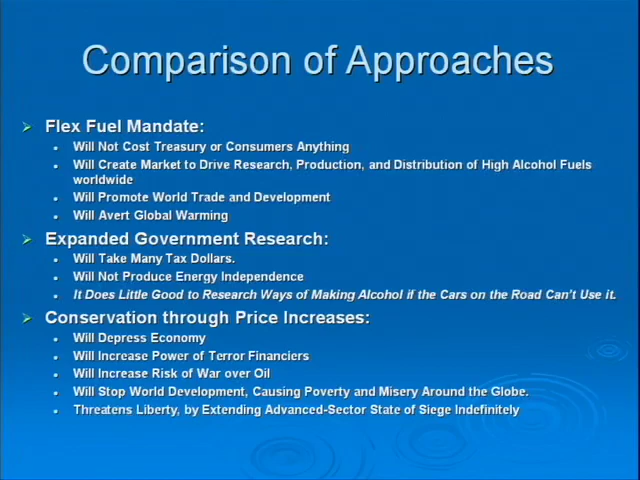 Comparison of Approaches
Flex Fuel Mandate:
Will Not Cost Treasury or Consumers Anything
Will Create Market to Drive Research, Production, and Distribution of High Alcohol Fuels
worldwide
Will Promote World Trade and Development
Will Avert Global Warming
Expanded Government Research:
Will Take Many Tax Dollars.
Will Not Produce Energy Independence
It Does Little Good to Research Ways of Making Alcohol if the Cars on the Road Can't Use it.
Conservation through Price Increases:
Will Depress Economy
Will Increase Power of Terror Financiers
Will Increase Risk of War over Oil
Will Stop World Development, Causing Poverty and Misery Around the Globe.
Threatens Liberty, by Extending Advanced-Sector State of Siege Indefinitely